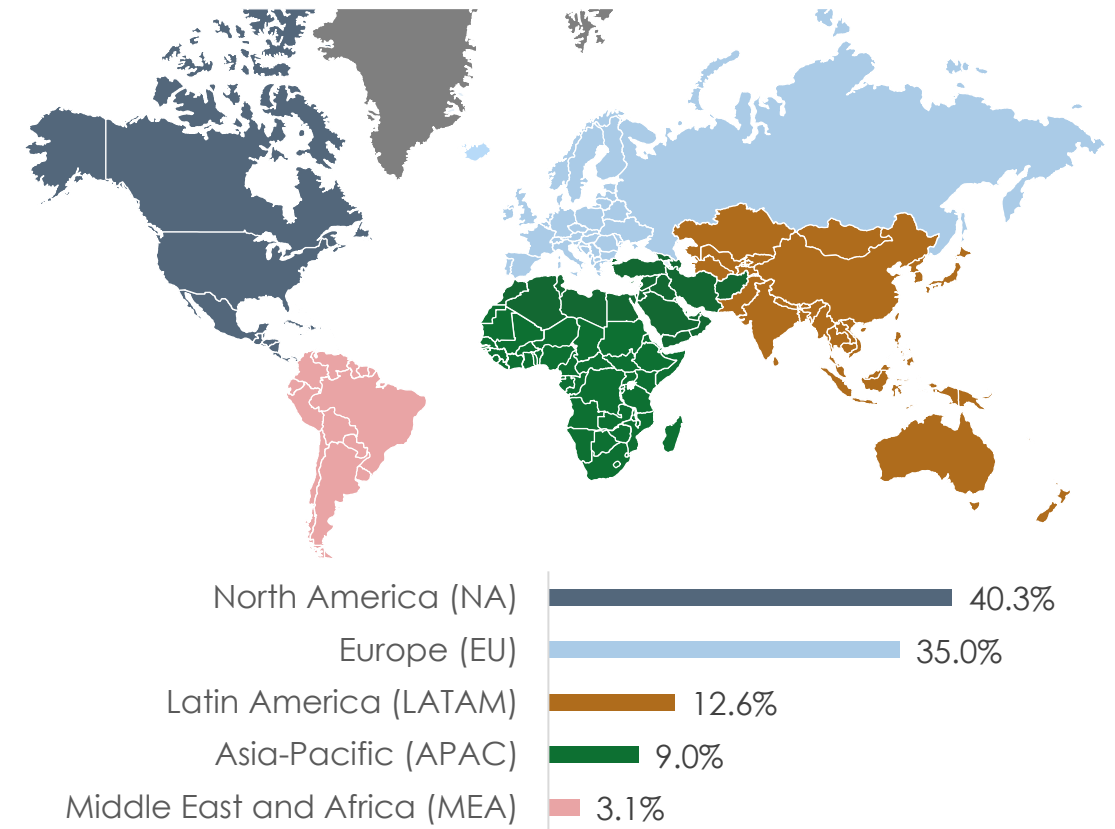 North America (NA) 40.3%
Europe (EU) 35.0%
Latin America (LATAM) 12.6%
Asia-Pacific (APAC) 9.0%
Middle East and Africa (MEA) 3.1%